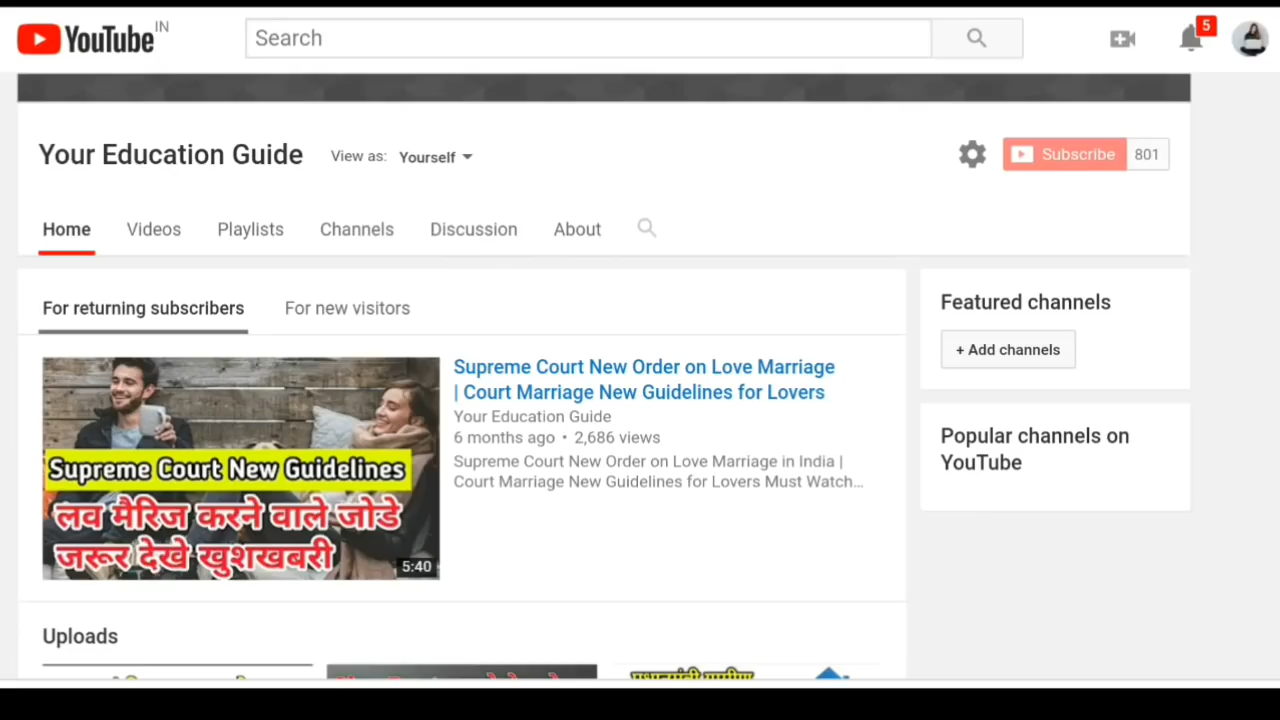 YouTube IN
Search
5
Your Education Guide
View as: Yourself
Subscribe 801
Home Videos Playlists Channels Discussion About
For returning subscribers For new visitors
Supreme Court New Guidelines
लव मैरिज करने वाले जोडे
जरूर देखे खुशखबरी
5:40
Supreme Court New Order on Love Marriage
| Court Marriage New Guidelines for Lovers
Your Education Guide
6 months ago • 2,686 views
Supreme Court New Order on Love Marriage in India |
Court Marriage New Guidelines for Lovers Must Watch...
Featured channels
+ Add channels
Popular channels on
YouTube
Uploads